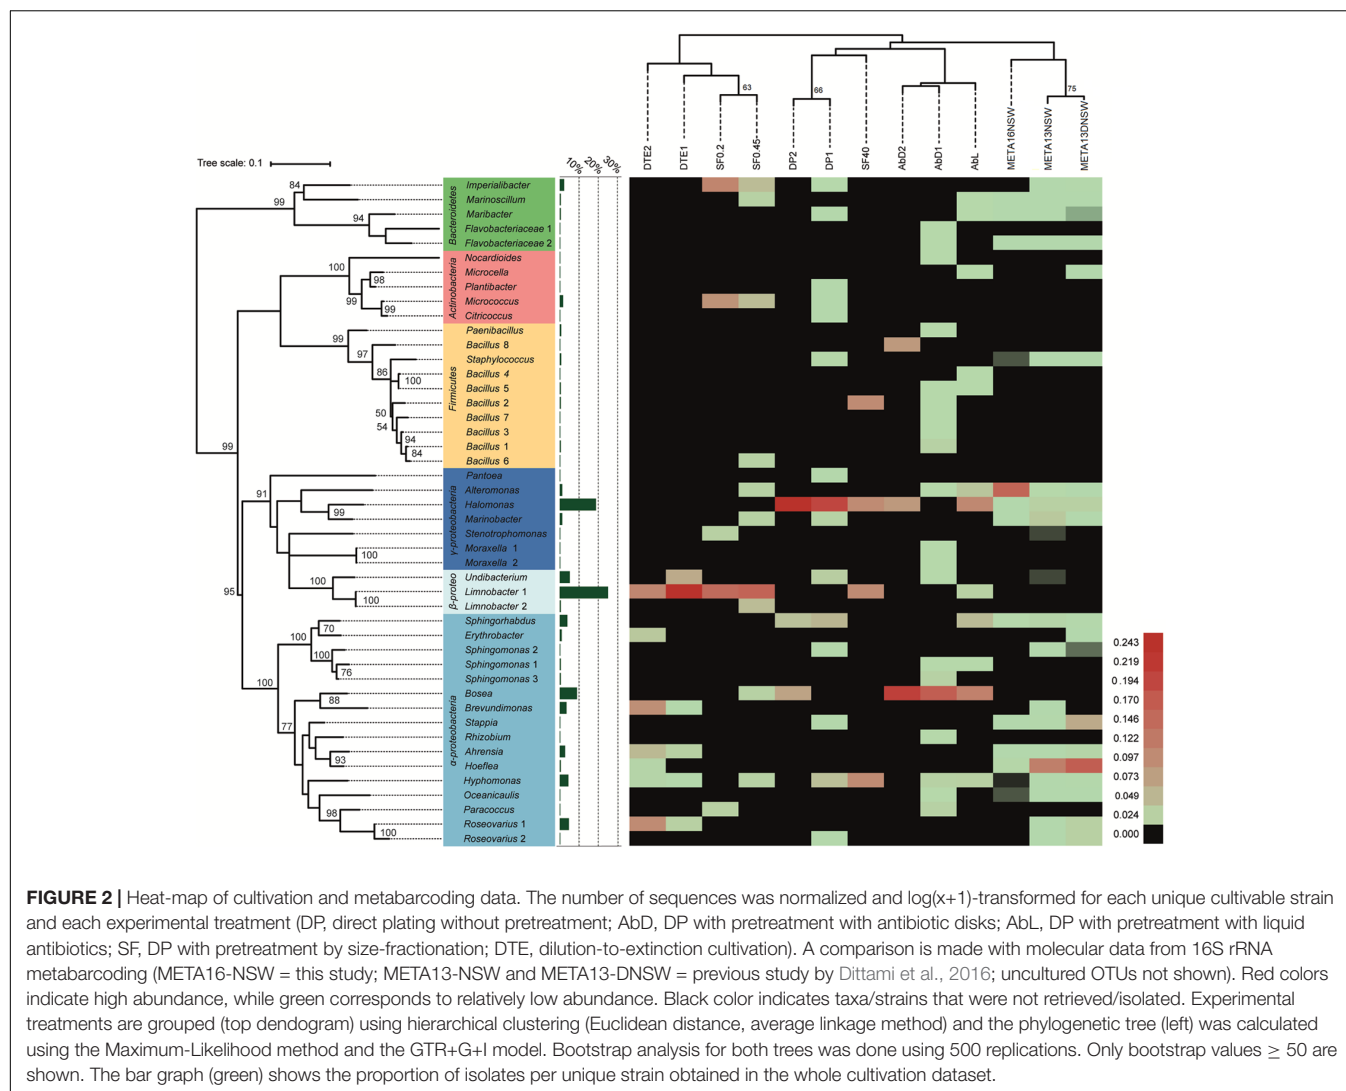 Tree scale: 0.1
10%
20%
30%
DTE2
DTE1
SF0.2
SF0.45
DP2
DP1
SF40
AbD2
AbD1
AbL
META16NSW
META13NSW
META13DNSW
63
66
75
Bacteroidetes
Imperialibacter
Marinoscillum
Maribacter
Flavobacteriaceae 1
Flavobacteriaceae 2
Actinobacteria
Nocardioides
Microcella
Plantibacter
Micrococcus
Citricoccus
Firmicutes
Paenibacillus
Bacillus 8
Staphylococcus
Bacillus 4
Bacillus 5
Bacillus 2
Bacillus 7
Bacillus 3
Bacillus 1
Bacillus 6
γ-proteobacteria
Pantoea
Alteromonas
Halomonas
Marinobacter
Stenotrophomonas
Moraxella 1
Moraxella 2
β-proteo
Undibacterium
Limnobacter 1
Limnobacter 2
α-proteobacteria
Sphingorhabdus
Erythrobacter
Sphingomonas 2
Sphingomonas 1
Sphingomonas 3
Bosea
Brevundimonas
Stappia
Rhizobium
Ahrensia
Hoeflea
Hyphomonas
Oceanicaulis
Paracoccus
Roseovarius 1
Roseovarius 2
84
99
94
100
98
99
99
99
97
86
100
50
54
94
84
99
91
99
100
100
100
95
70
100
100
76
100
88
77
93
98
100
0.243
0.219
0.194
0.170
0.146
0.122
0.097
0.073
0.049
0.024
0.000
FIGURE 2 | Heat-map of cultivation and metabarcoding data. The number of sequences was normalized and log(x+1)-transformed for each unique cultivable strain
and each experimental treatment (DP, direct plating without pretreatment; AbD, DP with pretreatment with antibiotic disks; AbL, DP with pretreatment with liquid
antibiotics; SF, DP with pretreatment by size-fractionation; DTE, dilution-to-extinction cultivation). A comparison is made with molecular data from 16S rRNA
metabarcoding (META16-NSW = this study; META13-NSW and META13-DNSW = previous study by Dittami et al., 2016; uncultured OTUs not shown). Red colors
indicate high abundance, while green corresponds to relatively low abundance. Black color indicates taxa/strains that were not retrieved/isolated. Experimental
treatments are grouped (top dendogram) using hierarchical clustering (Euclidean distance, average linkage method) and the phylogenetic tree (left) was calculated
using the Maximum-Likelihood method and the GTR+G+I model. Bootstrap analysis for both trees was done using 500 replications. Only bootstrap values ≥ 50 are
shown. The bar graph (green) shows the proportion of isolates per unique strain obtained in the whole cultivation dataset.